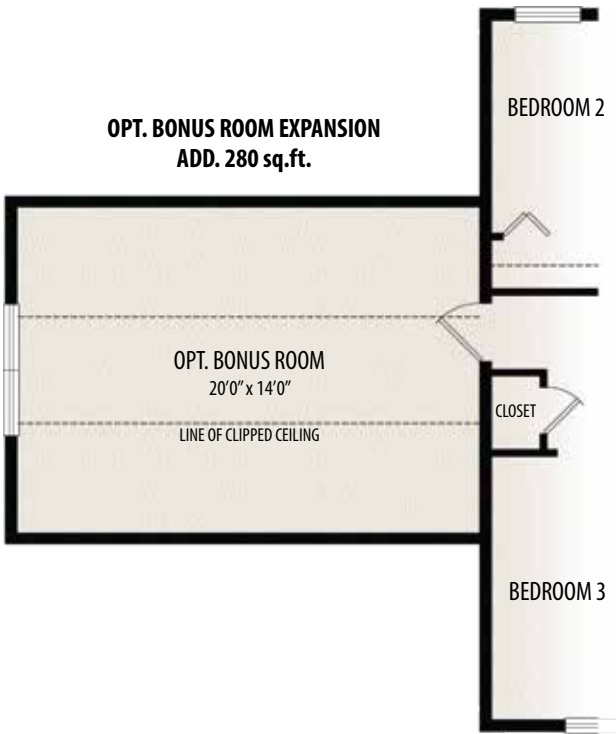 BEDROOM 2
OPT. BONUS ROOM EXPANSION
ADD. 280 sq.ft.
OPT. BONUS ROOM
20'0" x 14'0"
CLOSET
LINE OF CLIPPED CEILING
BEDROOM 3